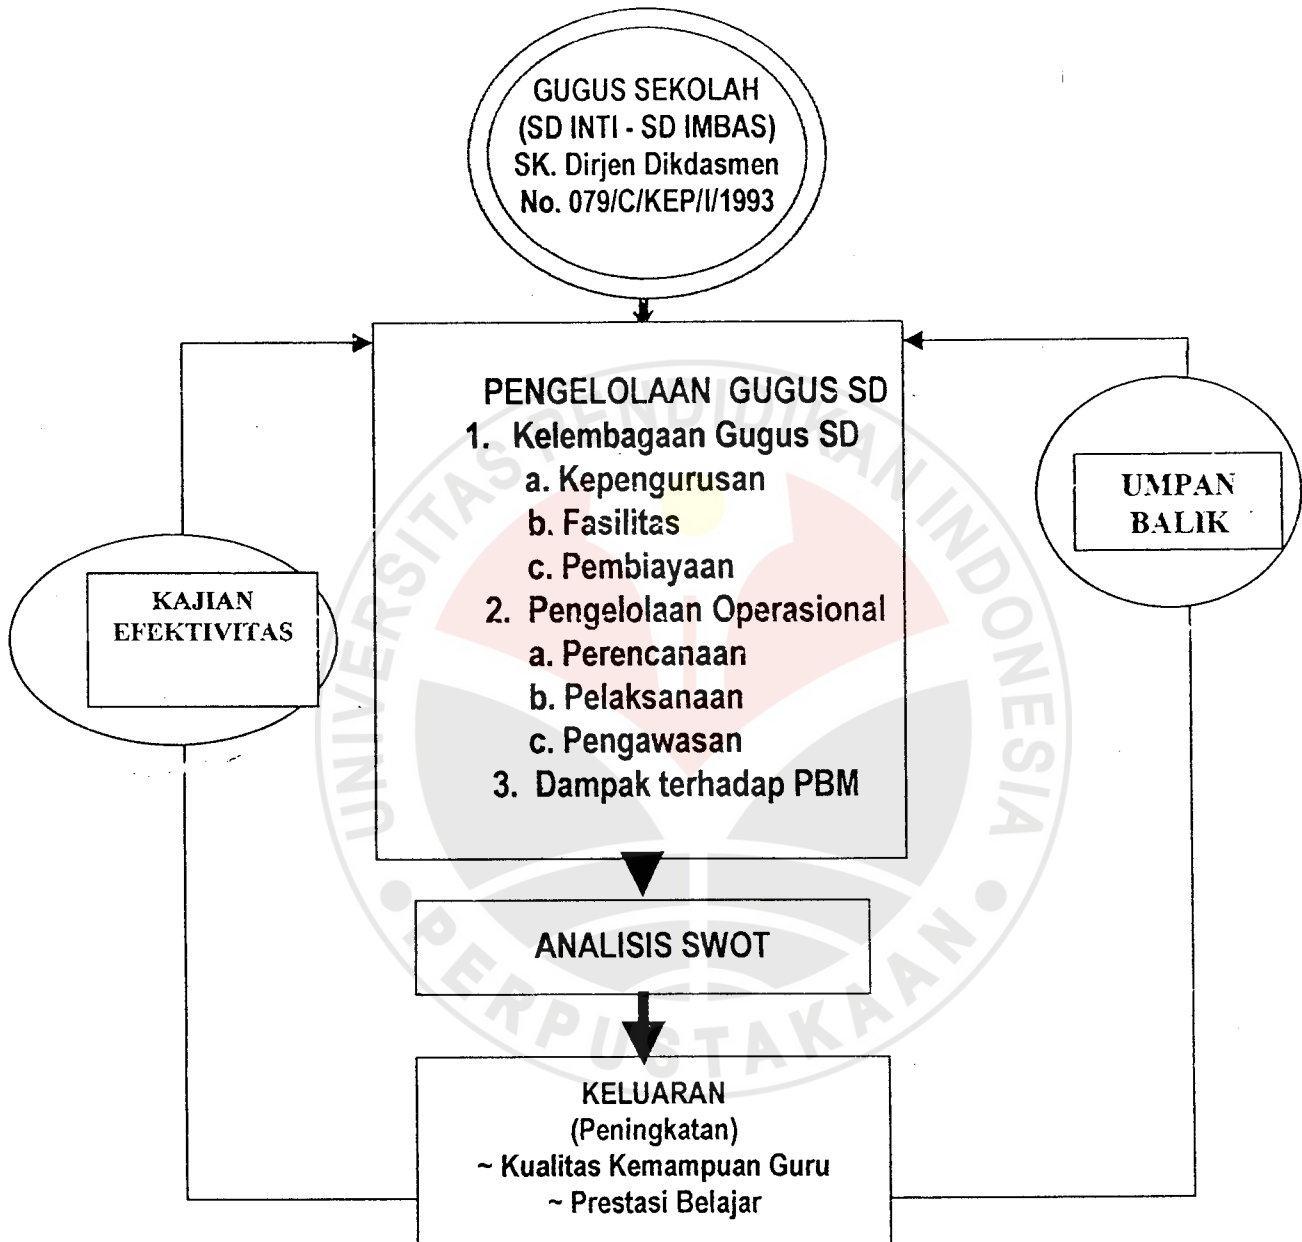 GUGUS SEKOLAH
(SD INTI - SD IMBAS)
SK. Dirjen Dikdasmen
No. 079/C/KEP/I/1993
PENGELOLAAN GUGUS SD
1. Kelembagaan Gugus SD
a. Kepengurusan
b. Fasilitas
c. Pembiayaan
2. Pengelolaan Operasional
a. Perencanaan
b. Pelaksanaan
c. Pengawasan
3. Dampak terhadap PBM
KAJIAN
EFEKTIVITAS
UMPAN
BALIK
ANALISIS SWOT
KELUARAN
(Peningkatan)
~ Kualitas Kemampuan Guru
~ Prestasi Belajar
UNIVERSITAS PENDIDIKAN INDONESIA
PERPUSTAKAAN